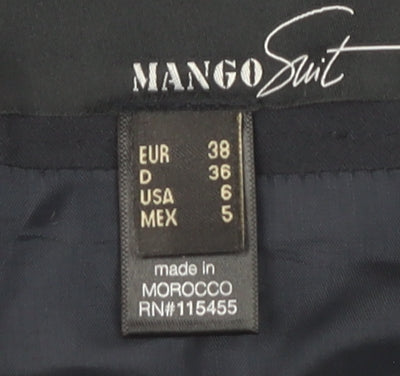 MANGO Suit
EUR 38
D 36
USA 6
MEX 5
made in
MOROCCO
RN#115455